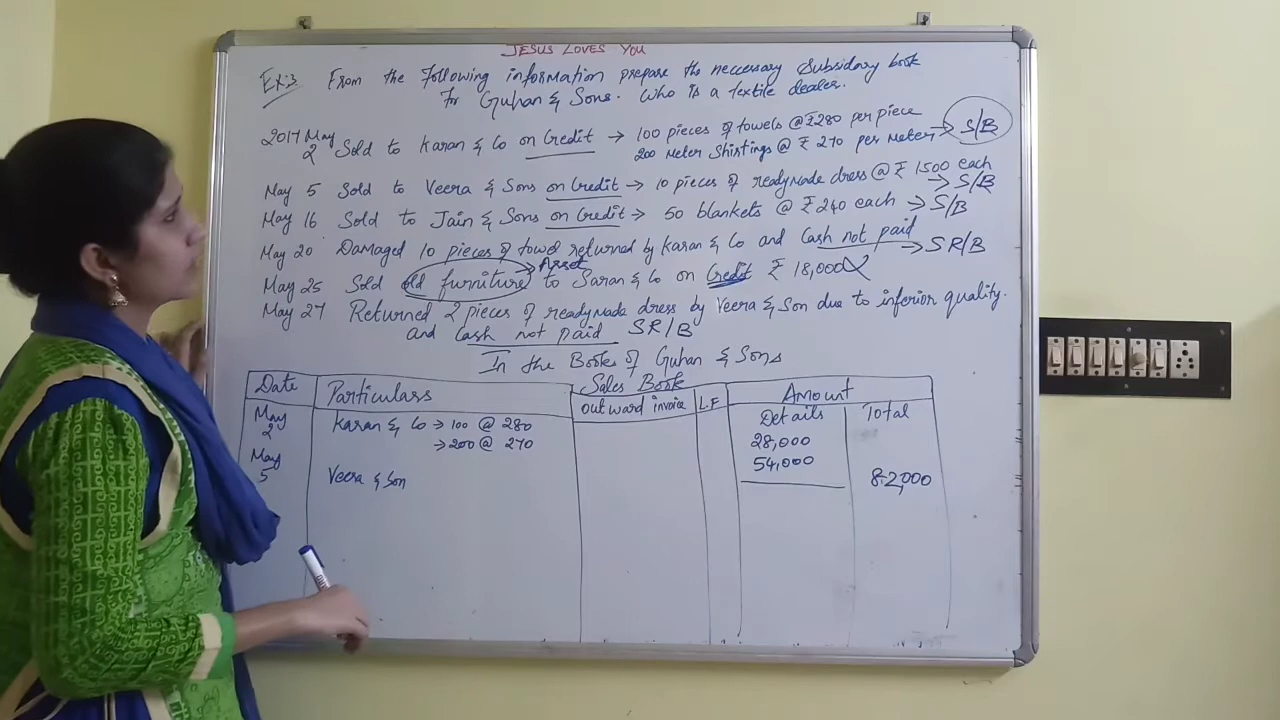 JESUS LOVES YOU
Ex:3 From the Following information prepare the neccessary Subsidary book
For Guhan & Sons. Who is a textile dealer.
2017 May
2 Sold to Karan & Co on Credit → 100 pieces of towels @ ₹280 per piece
200 Meter Shirtings @ ₹ 270 per Meter → S/B
May 5 Sold to Veera & Sons on Credit → 10 pieces of readymade dress @ ₹ 1500 each
→ S/B
May 16 Sold to Jain & Sons on Credit → 50 blankets @ ₹240 each → S/B
May 20 Damaged 10 pieces of towel returned by Karan & Co and Cash not paid
→ SR/B
May 25 Sold old furniture → Asset to Saran & Co on Credit ₹ 18,000 X
May 27 Returned 2 pieces of readymade dress by Veera & Son due to inferior quality.
and Cash not paid SR/B
In the Books of Guhan & Sons
Sales Book
Date Particulars Outward invoice L.F Amount
Details Total
May
2 Karan & Co → 100 @ 280 28,000
→ 200 @ 270 54,000
82,000
May
5 Veera & Son